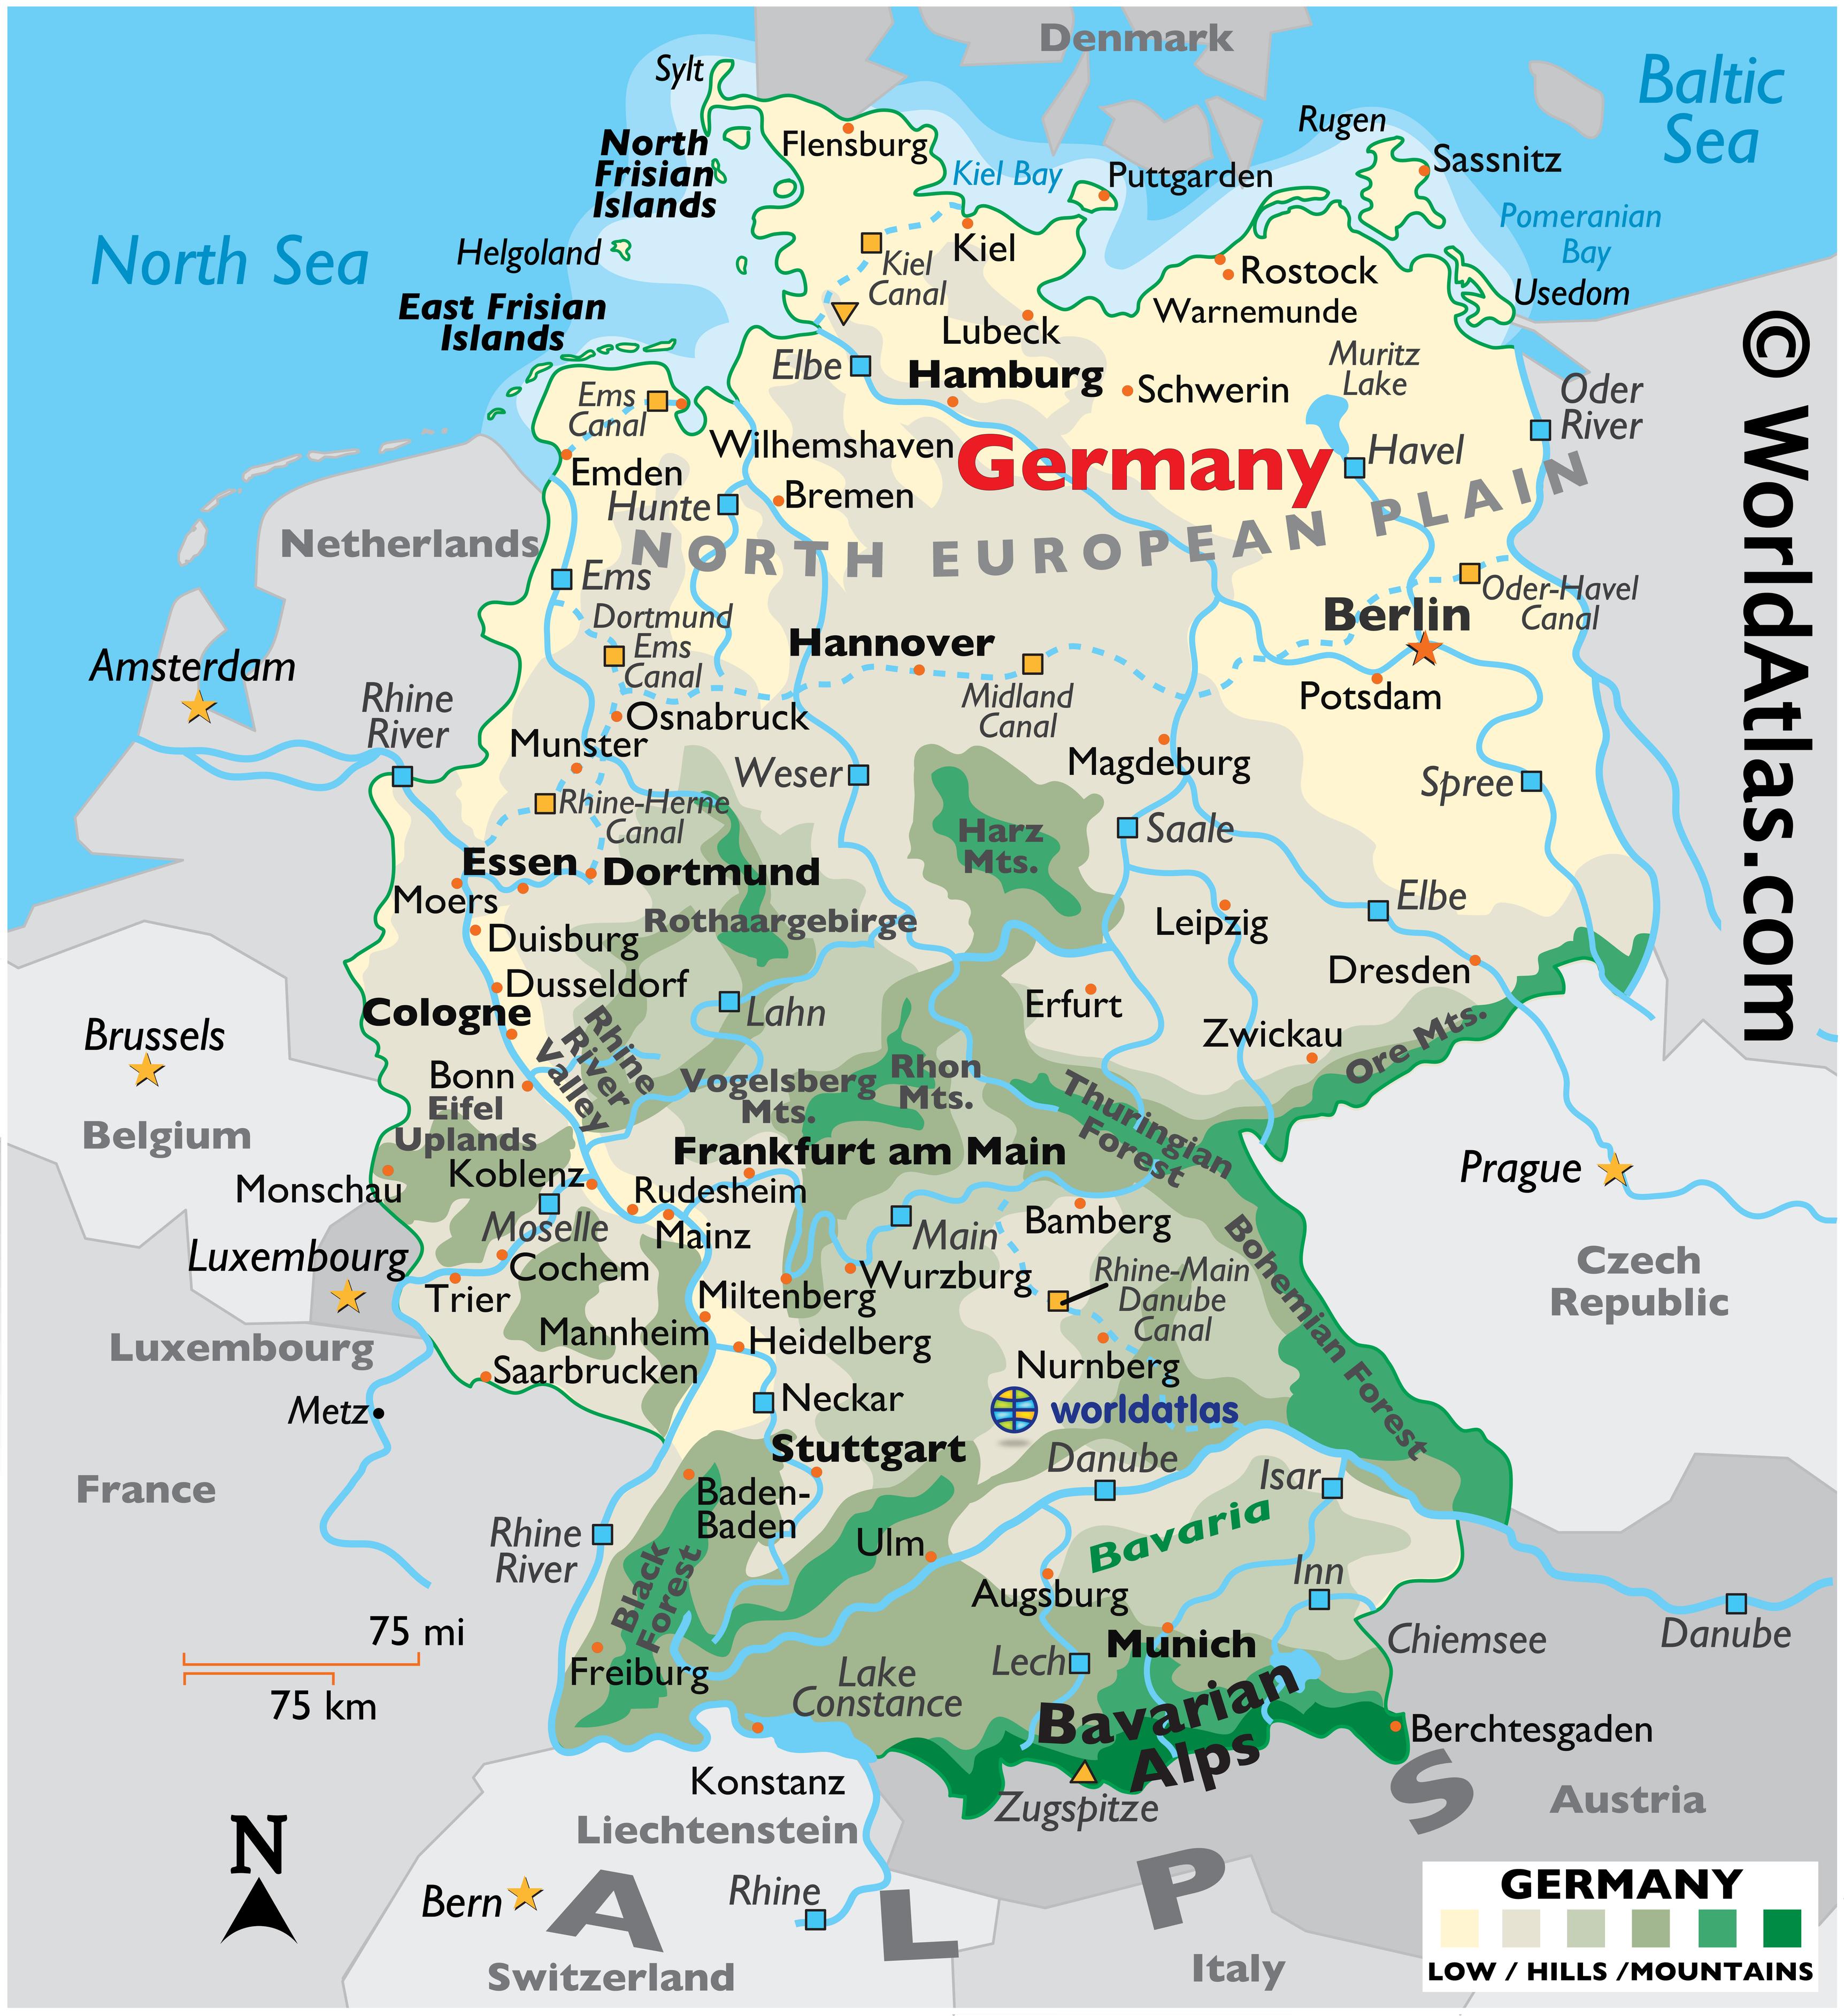 Denmark
Baltic
Sea
Sylt
Rugen
North
Frisian
Islands
Flensburg
Kiel Bay
Puttgarden
Sassnitz
Pomeranian
Bay
North Sea
Helgoland
Kiel
Kiel
Canal
Rostock
Warnemunde
Usedom
East Frisian
Islands
Lubeck
Elbe
Hamburg
Schwerin
Muritz
Lake
Oder
River
Ems
Canal
Wilhemshaven
Germany
Havel
Emden
Hunte
Bremen
Netherlands
NORTH EUROPEAN PLAIN
Ems
Oder-Havel
Canal
Dortmund
Ems
Canal
Hannover
Berlin
Amsterdam
Rhine
River
Midland
Canal
Potsdam
Osnabruck
Munster
Weser
Magdeburg
Spree
Rhine-Herne
Canal
Harz
Mts.
Saale
Essen
Dortmund
Moers
Elbe
Rothaargebirge
Leipzig
Duisburg
Dusseldorf
Dresden
Cologne
Lahn
Erfurt
Rhine
River
Valley
Zwickau
Ore Mts.
Brussels
Bonn
Eifel
Uplands
Vogelsberg
Mts.
Rhon
Mts.
Thuringian
Forest
Belgium
Frankfurt am Main
Prague
Monschau
Koblenz
Rudesheim
Moselle
Mainz
Main
Bamberg
Bohemian Forest
Luxembourg
Cochem
Wurzburg
Rhine-Main
Danube
Canal
Czech
Republic
Trier
Miltenberg
Mannheim
Heidelberg
Luxembourg
Saarbrucken
Nurnberg
Metz
Neckar
worldatlas
Stuttgart
Danube
Isar
France
Baden-
Baden
Rhine
River
Ulm
Bavaria
Black
Forest
Augsburg
Inn
75 mi
75 km
Munich
Chiemsee
Danube
Lech
Freiburg
Lake
Constance
Bavarian
Alps
Berchtesgaden
Konstanz
Zugspitze
Liechtenstein
Austria
N
Bern
Rhine
ALPS
Switzerland
Italy
GERMANY
LOW / HILLS /MOUNTAINS
© WorldAtlas.com